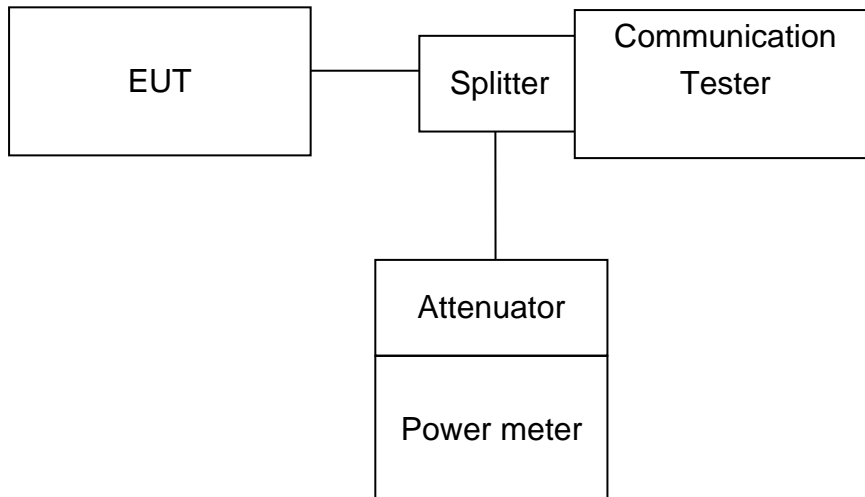 EUT
Splitter
Communication
Tester
Attenuator
Power meter